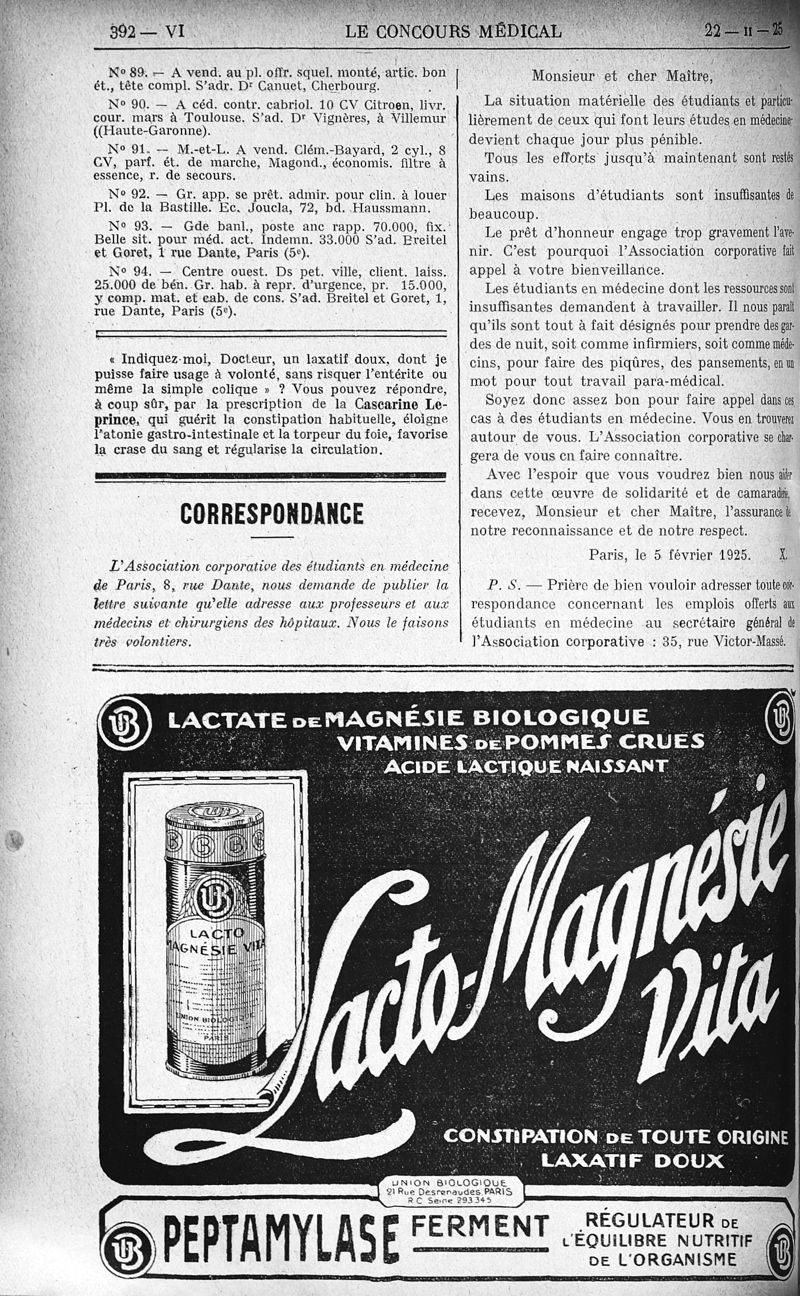 392 — VI
LE CONCOURS MÉDICAL
22 — II — 25
N° 89. — A vend. au pl. offr. squel. monté, artic. bon
ét., tête compl. S'adr. Dr Canuet, Cherbourg.
N° 90. — A céd. contr. cabriol. 10 CV Citroen, livr.
cour. mars à Toulouse. S'ad. Dr Vignères, à Villemur
((Haute-Garonne).
N° 91. — M.-et-L. A vend. Clém.-Bayard, 2 cyl., 8
CV, parf. ét. de marche, Magond., économis. filtre à
essence, r. de secours.
N° 92. — Gr. app. se prêt. admir. pour clin. à louer
Pl. de la Bastille. Ec. Joucla, 72, bd. Haussmann.
N° 93. — Gde banl., poste anc rapp. 70.000, fix.
Belle sit. pour méd. act. Indemn. 33.000 S'ad. Breitel
et Goret, 1 rue Dante, Paris (5e).
N° 94. — Centre ouest. Ds pet. ville, client. laiss.
25.000 de bén. Gr. hab. à repr. d'urgence, pr. 15.000,
y comp. mat. et cab. de cons. S'ad. Breitel et Goret, 1,
rue Dante, Paris (5e).
« Indiquez-moi, Docteur, un laxatif doux, dont je
puisse faire usage à volonté, sans risquer l'entérite ou
même la simple colique » ? Vous pouvez répondre,
à coup sûr, par la prescription de la Cascarine Le-
prince, qui guérit la constipation habituelle, éloigne
l'atonie gastro-intestinale et la torpeur du foie, favorise
la crase du sang et régularise la circulation.
CORRESPONDANCE
L'Association corporative des étudiants en médecine
de Paris, 8, rue Dante, nous demande de publier la
lettre suivante qu'elle adresse aux professeurs et aux
médecins et chirurgiens des hôpitaux. Nous le faisons
très volontiers.
Monsieur et cher Maître,
La situation matérielle des étudiants et particu-
lièrement de ceux qui font leurs études en médecine
devient chaque jour plus pénible.
Tous les efforts jusqu'à maintenant sont restés
vains.
Les maisons d'étudiants sont insuffisantes de
beaucoup.
Le prêt d'honneur engage trop gravement l'ave-
nir. C'est pourquoi l'Association corporative fait
appel à votre bienveillance.
Les étudiants en médecine dont les ressources sont
insuffisantes demandent à travailler. Il nous paraît
qu'ils sont tout à fait désignés pour prendre des gar-
des de nuit, soit comme infirmiers, soit comme méde-
cins, pour faire des piqûres, des pansements, en un
mot pour tout travail para-médical.
Soyez donc assez bon pour faire appel dans ces
cas à des étudiants en médecine. Vous en trouverez
autour de vous. L'Association corporative se char-
gera de vous en faire connaître.
Avec l'espoir que vous voudrez bien nous aider
dans cette œuvre de solidarité et de camaraderie,
recevez, Monsieur et cher Maître, l'assurance de
notre reconnaissance et de notre respect.
Paris, le 5 février 1925. X.
P. S. — Prière de bien vouloir adresser toute cor-
respondance concernant les emplois offerts aux
étudiants en médecine au secrétaire général de
l'Association corporative : 35, rue Victor-Massé.
UB
LACTATE DE MAGNÉSIE BIOLOGIQUE
UB
VITAMINES DE POMMES CRUES
ACIDE LACTIQUE NAISSANT
UB
LACTO
MAGNÉSIE VITA
UNION BIOLOGIQUE
PARIS
Lacto-Magnésie
Vita
CONSTIPATION DE TOUTE ORIGINE
LAXATIF DOUX
UNION BIOLOGIQUE
21 Rue Desrenaudes PARIS
R C Seine 293345
UB
PEPTAMYLASE FERMENT
RÉGULATEUR DE
L'ÉQUILIBRE NUTRITIF
DE L'ORGANISME
UB